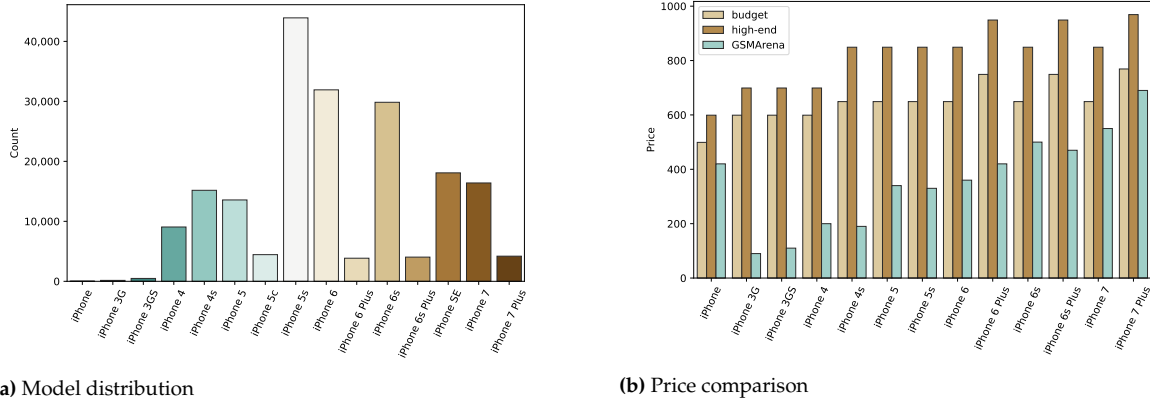 40,000
30,000
20,000
10,000
0
Count
iPhone
iPhone 3G
iPhone 3GS
iPhone 4
iPhone 4s
iPhone 5
iPhone 5c
iPhone 5s
iPhone 6
iPhone 6 Plus
iPhone 6s
iPhone 6s Plus
iPhone SE
iPhone 7
iPhone 7 Plus
a) Model distribution
budget
high-end
GSMArena
1000
800
600
400
200
0
Price
iPhone
iPhone 3G
iPhone 3GS
iPhone 4
iPhone 4s
iPhone 5
iPhone 5s
iPhone 6
iPhone 6 Plus
iPhone 6s
iPhone 6s Plus
iPhone 7
iPhone 7 Plus
(b) Price comparison